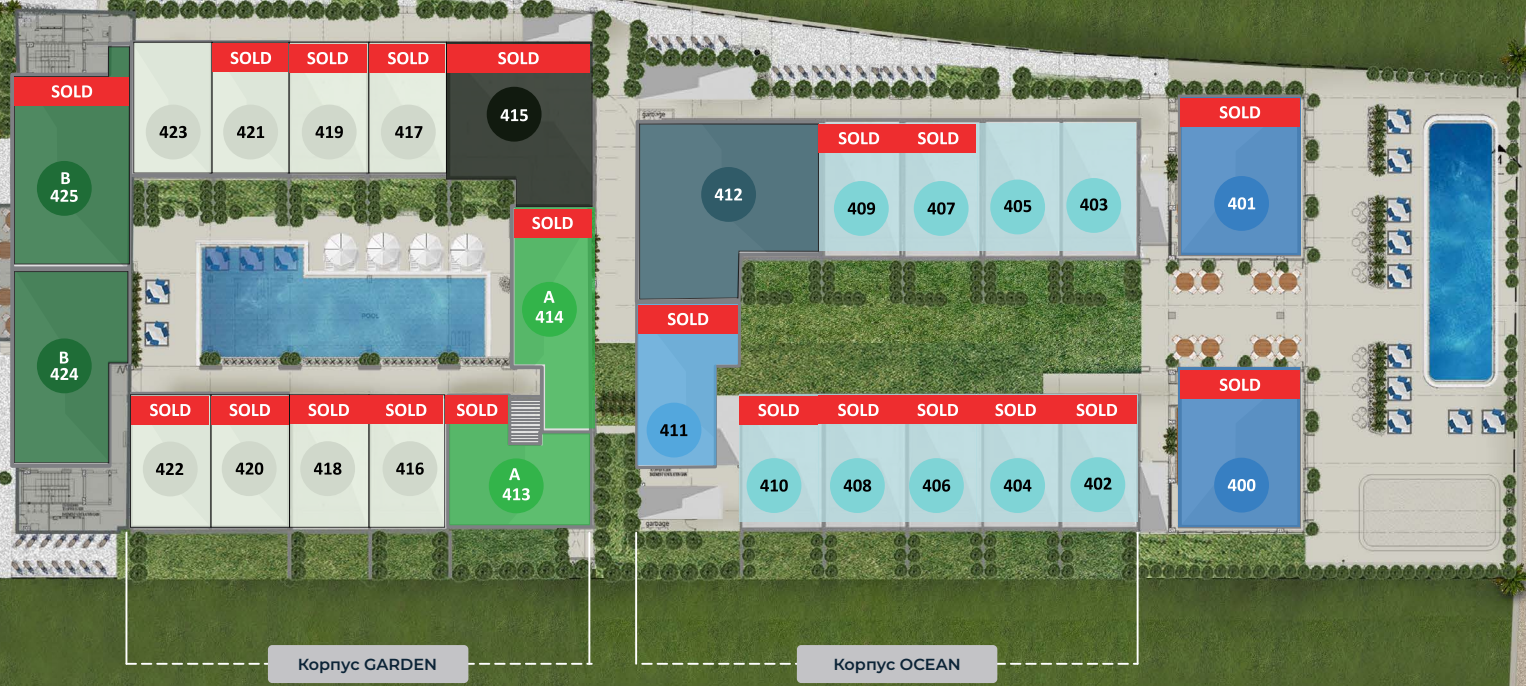 SOLD
SOLD
SOLD
SOLD
SOLD
423
421
419
417
415
B
425
garbage
SOLD
SOLD
SOLD
412
409
407
405
403
401
SOLD
A
414
POOL
B
424
SOLD
411
SOLD
400
SOLD
SOLD
SOLD
SOLD
SOLD
422
420
418
416
A
413
SOLD
SOLD
SOLD
SOLD
SOLD
410
408
406
404
402
garbage
Корпус GARDEN
Корпус OCEAN